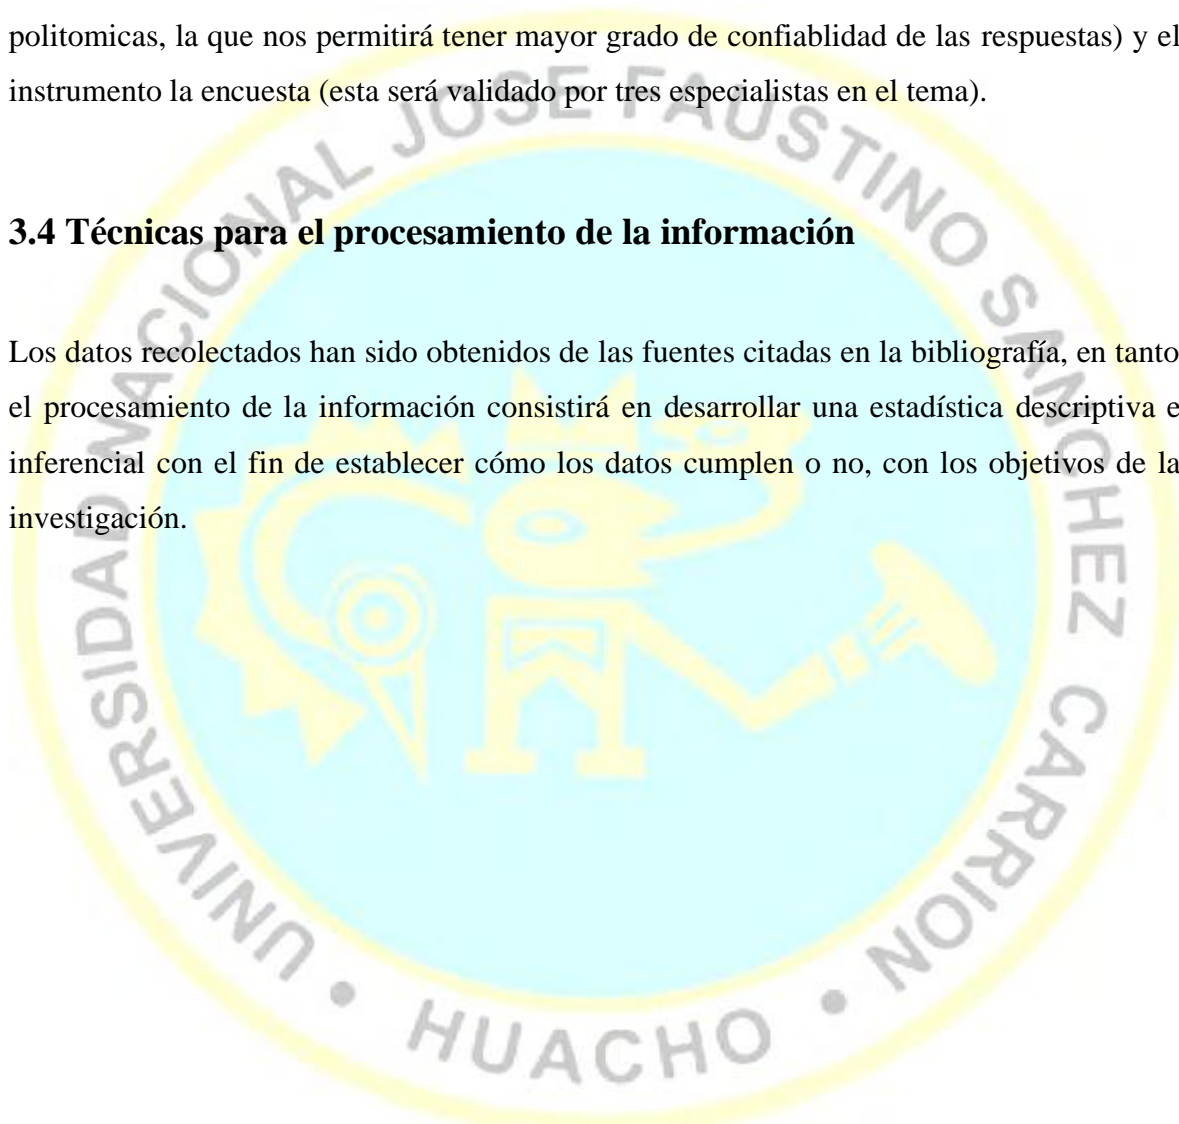 politomicas, la que nos permitirá tener mayor grado de confiablidad de las respuestas) y el
instrumento la encuesta (esta será validado por tres especialistas en el tema).
3.4 Técnicas para el procesamiento de la información
Los datos recolectados han sido obtenidos de las fuentes citadas en la bibliografía, en tanto
el procesamiento de la información consistirá en desarrollar una estadística descriptiva e
inferencial con el fin de establecer cómo los datos cumplen o no, con los objetivos de la
investigación.
UNIVERSIDAD NACIONAL JOSE FAUSTINO SANCHEZ CARRION
• HUACHO •